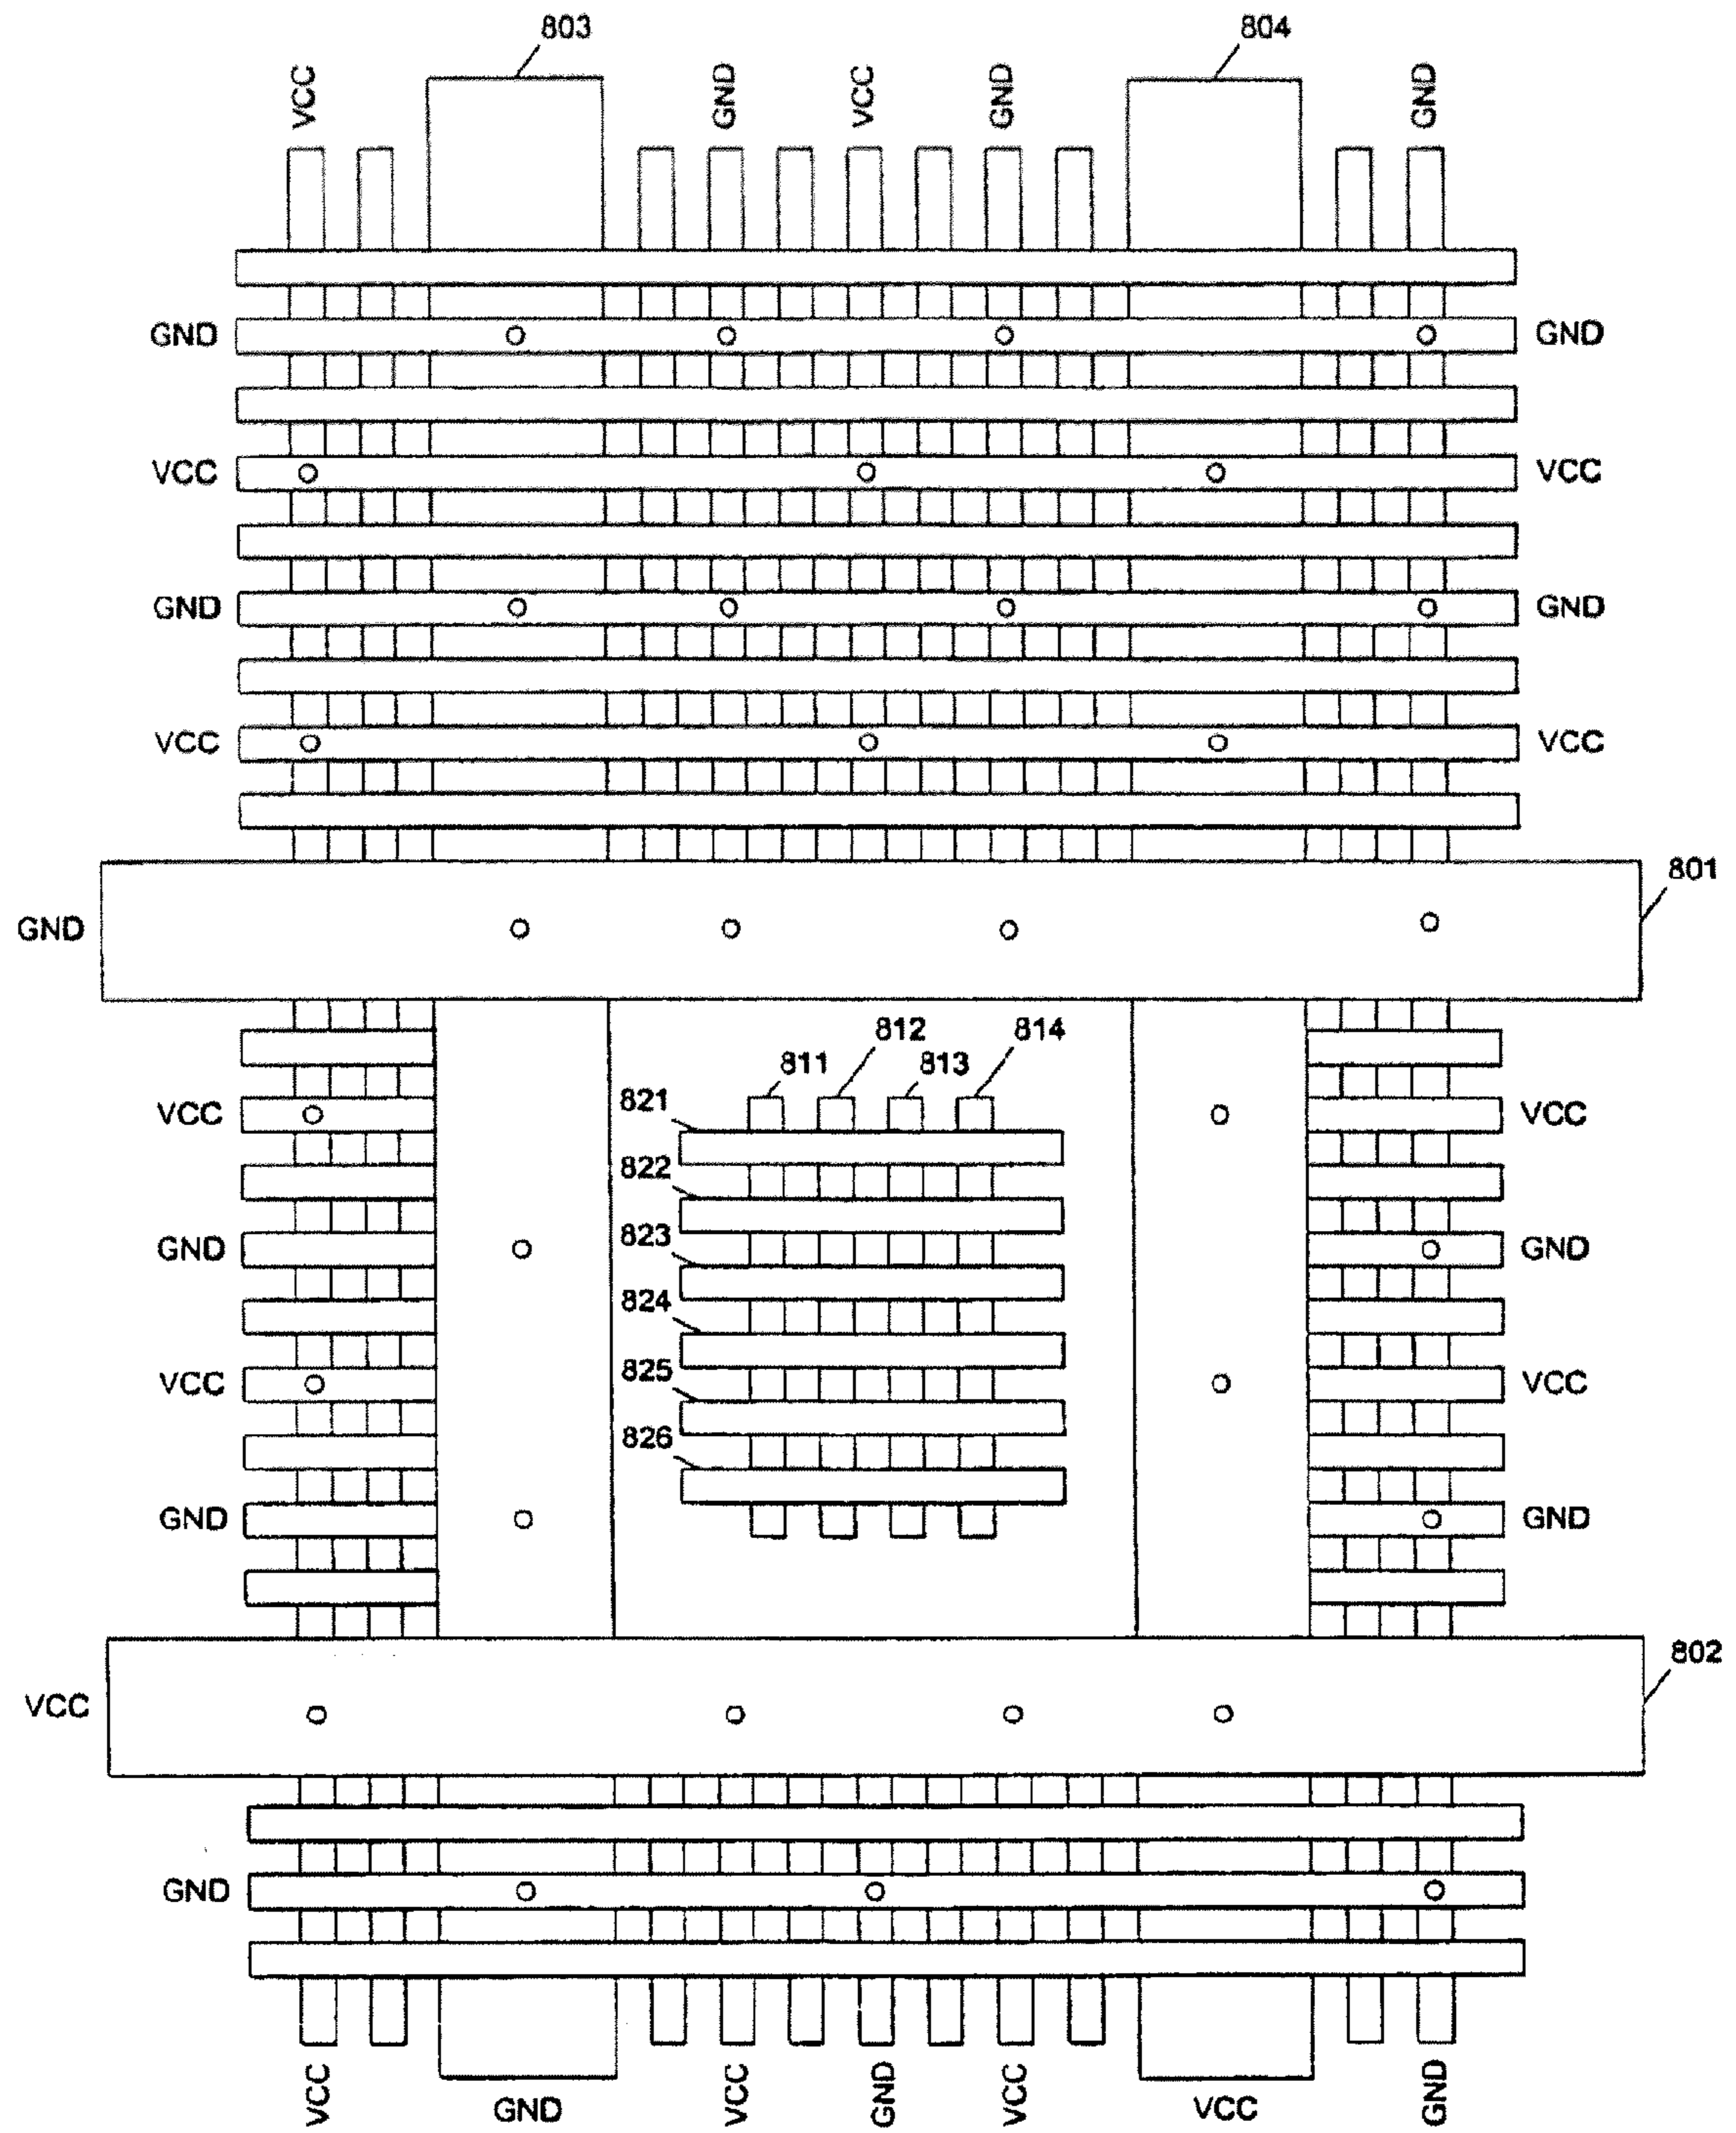 803
804
VCC
GND
VCC
GND
GND
GND
GND
VCC
VCC
GND
GND
VCC
VCC
801
GND
812
814
811
813
821
VCC
VCC
822
823
GND
GND
824
825
VCC
VCC
826
GND
GND
802
VCC
GND
VCC
GND
VCC
GND
VCC
VCC
GND